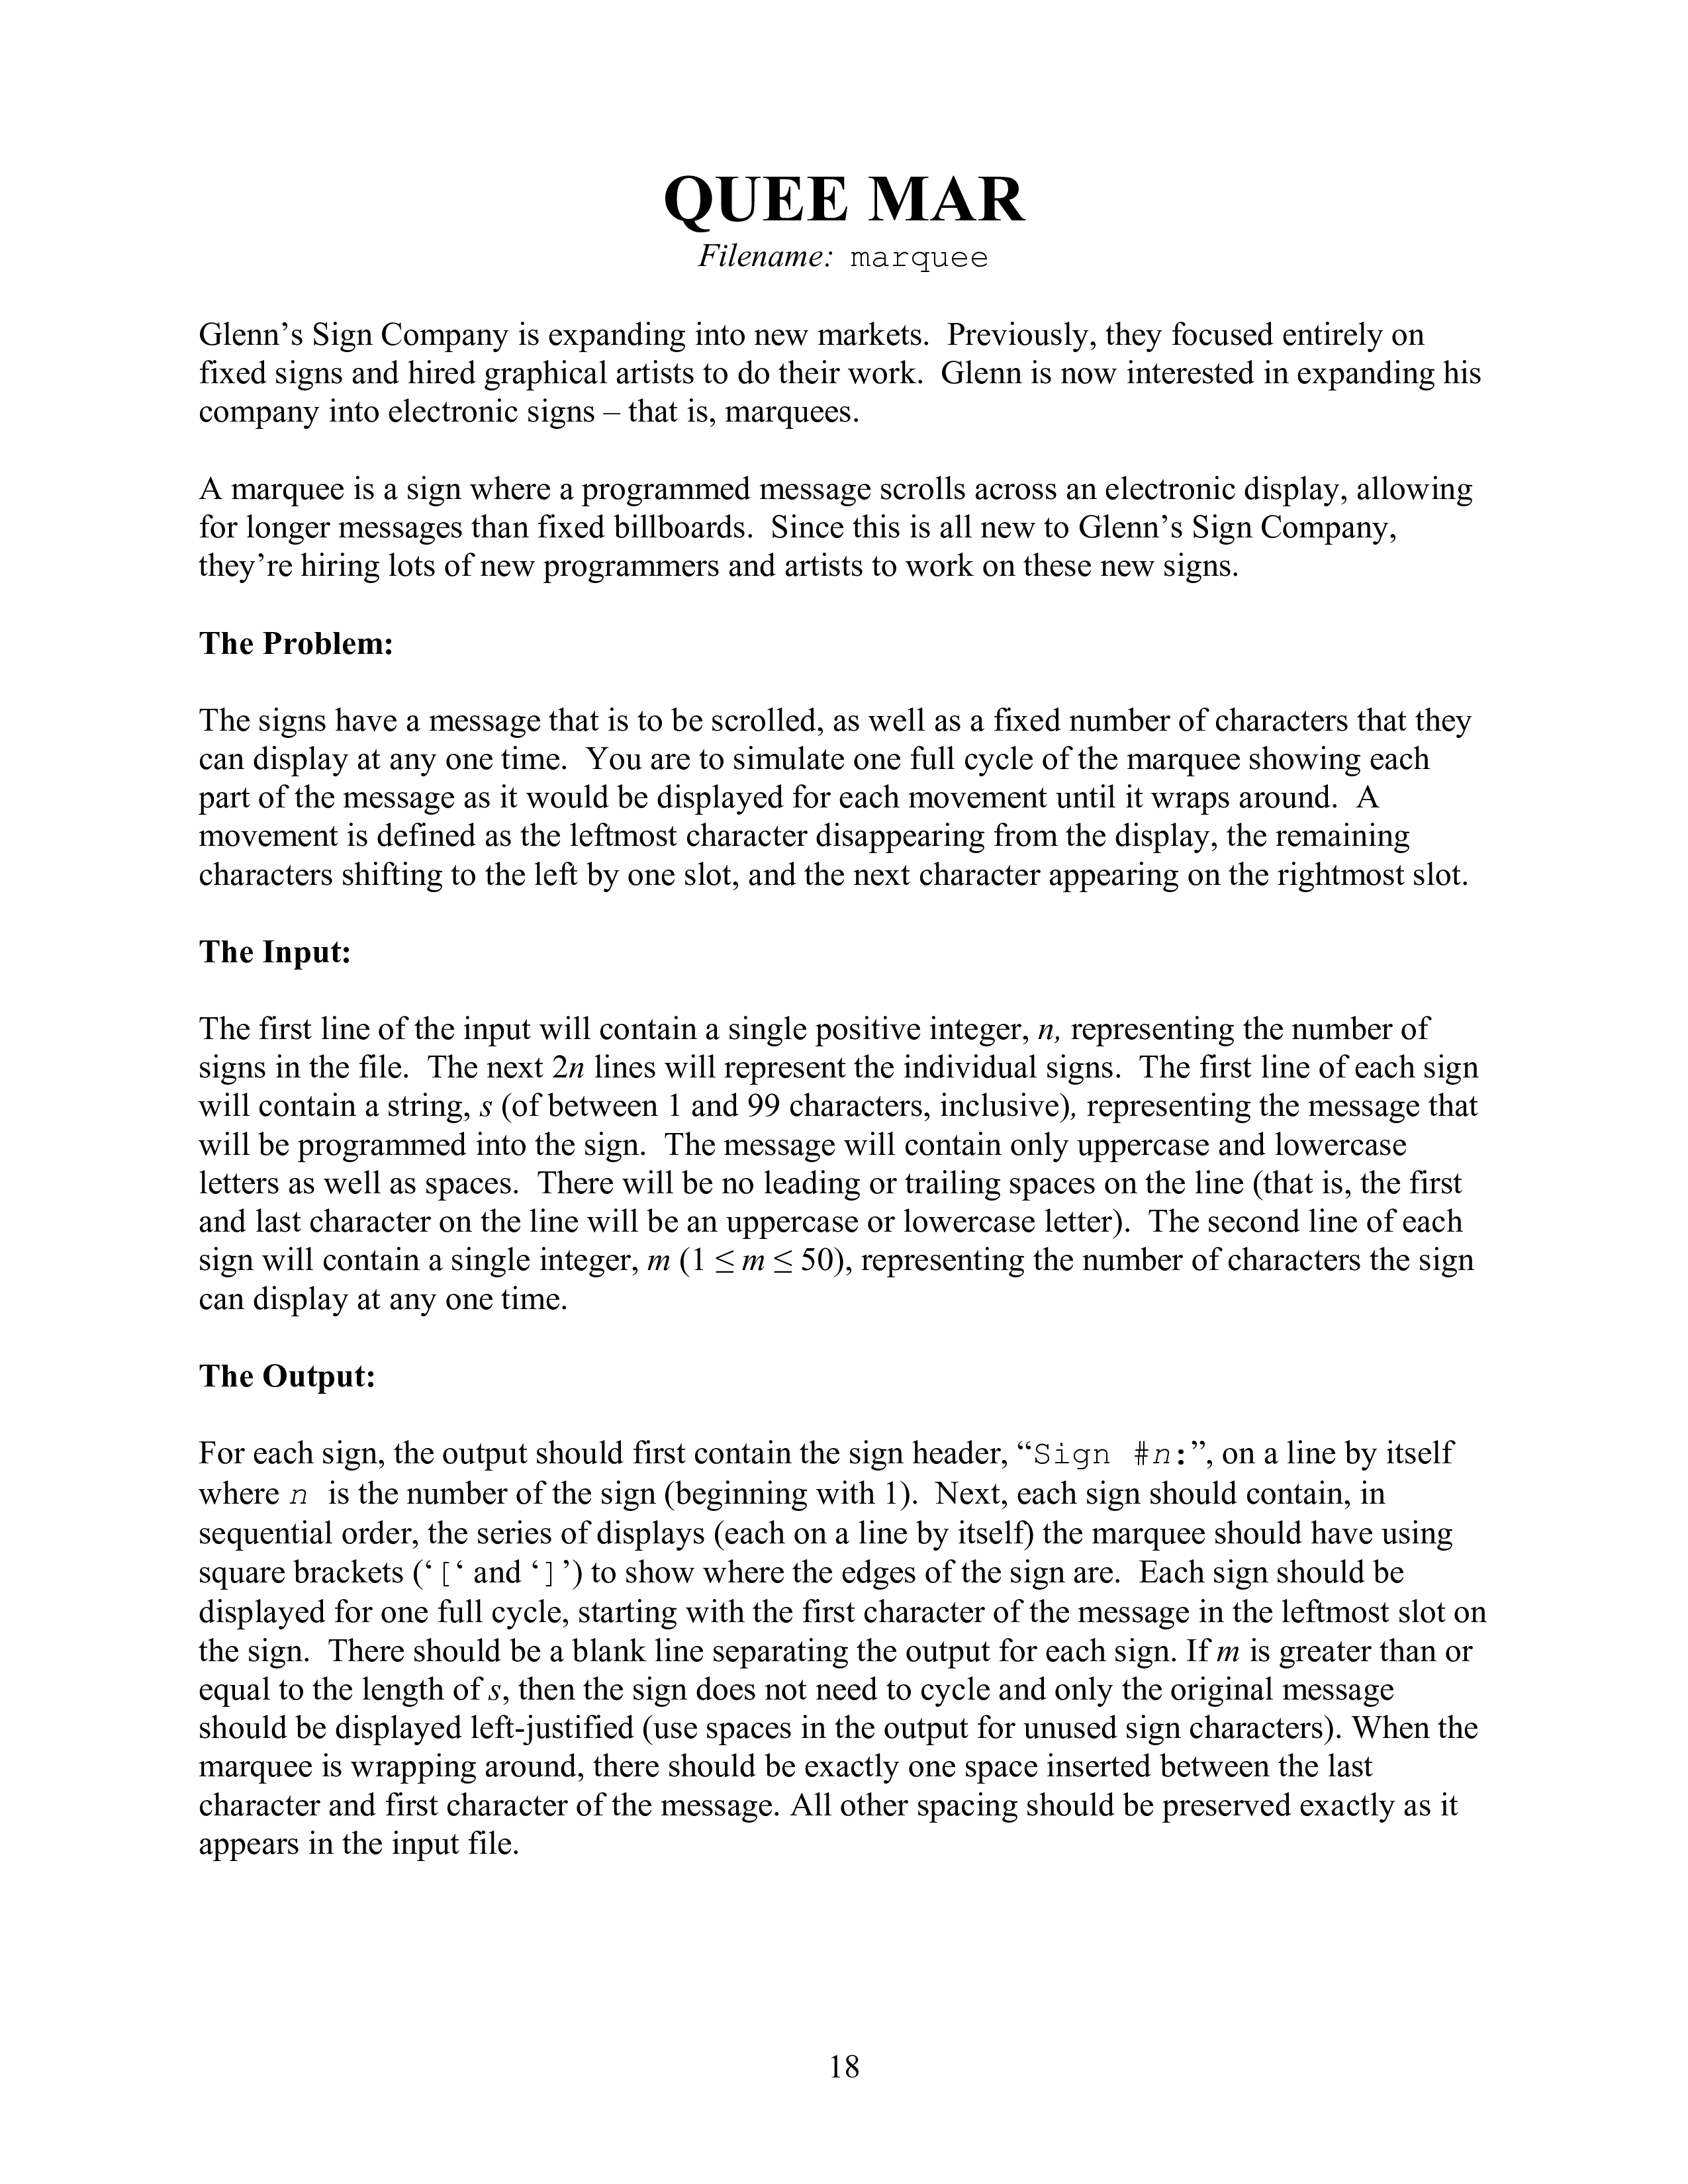 QUEE MAR
Filename: marquee
Glenn’s Sign Company is expanding into new markets.  Previously, they focused entirely on
fixed signs and hired graphical artists to do their work.  Glenn is now interested in expanding his
company into electronic signs – that is, marquees.
A marquee is a sign where a programmed message scrolls across an electronic display, allowing
for longer messages than fixed billboards.  Since this is all new to Glenn’s Sign Company,
they’re hiring lots of new programmers and artists to work on these new signs.
The Problem:
The signs have a message that is to be scrolled, as well as a fixed number of characters that they
can display at any one time.  You are to simulate one full cycle of the marquee showing each
part of the message as it would be displayed for each movement until it wraps around.  A
movement is defined as the leftmost character disappearing from the display, the remaining
characters shifting to the left by one slot, and the next character appearing on the rightmost slot.
The Input:
The first line of the input will contain a single positive integer, n, representing the number of
signs in the file.  The next 2n lines will represent the individual signs.  The first line of each sign
will contain a string, s (of between 1 and 99 characters, inclusive), representing the message that
will be programmed into the sign.  The message will contain only uppercase and lowercase
letters as well as spaces.  There will be no leading or trailing spaces on the line (that is, the first
and last character on the line will be an uppercase or lowercase letter).  The second line of each
sign will contain a single integer, m (1 ≤ m ≤ 50), representing the number of characters the sign
can display at any one time.
The Output:
For each sign, the output should first contain the sign header, “Sign #n:”, on a line by itself
where n is the number of the sign (beginning with 1).  Next, each sign should contain, in
sequential order, the series of displays (each on a line by itself) the marquee should have using
square brackets (‘[‘ and ‘]’) to show where the edges of the sign are.  Each sign should be
displayed for one full cycle, starting with the first character of the message in the leftmost slot on
the sign.  There should be a blank line separating the output for each sign. If m is greater than or
equal to the length of s, then the sign does not need to cycle and only the original message
should be displayed left-justified (use spaces in the output for unused sign characters). When the
marquee is wrapping around, there should be exactly one space inserted between the last
character and first character of the message. All other spacing should be preserved exactly as it
appears in the input file.
18